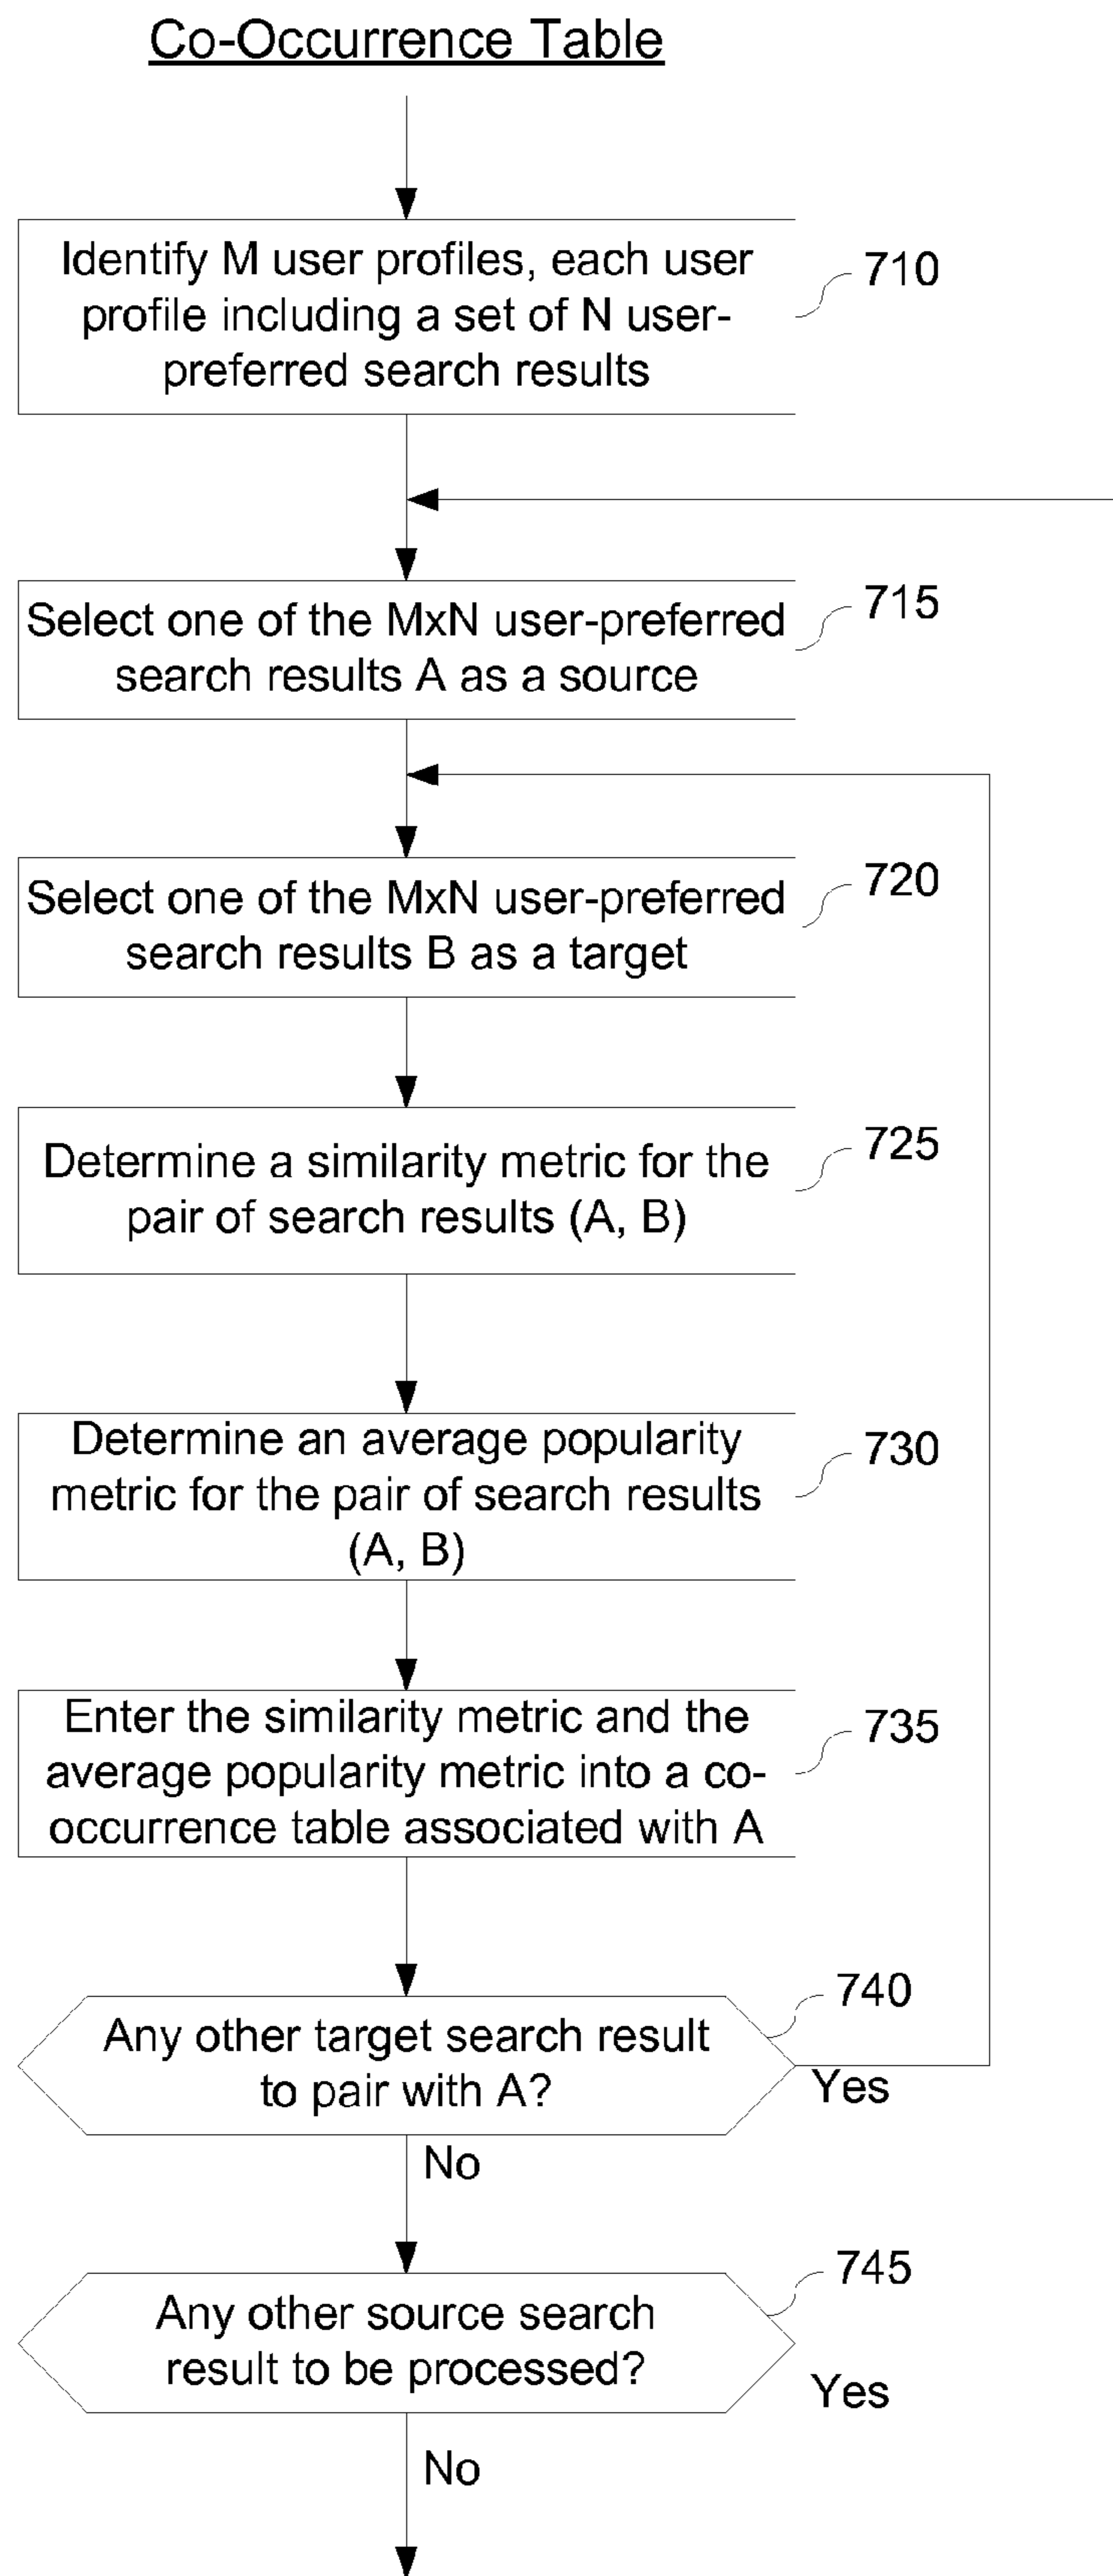 Co-Occurrence Table
Identify M user profiles, each user
profile including a set of N user-
preferred search results
710
Select one of the MxN user-preferred
search results A as a source
715
Select one of the MxN user-preferred
search results B as a target
720
Determine a similarity metric for the
pair of search results (A, B)
725
Determine an average popularity
metric for the pair of search results
(A, B)
730
Enter the similarity metric and the
average popularity metric into a co-
occurrence table associated with A
735
Any other target search result
to pair with A?
740
Yes
No
Any other source search
result to be processed?
745
Yes
No